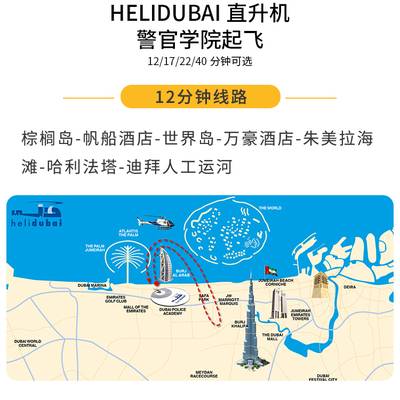 HELIDUBAI 直升机
警官学院起飞
12/17/22/40 分钟可选
12分钟线路
棕榈岛-帆船酒店-世界岛-万豪酒店-朱美拉海
滩-哈利法塔-迪拜人工运河
helidubai
THE WORLD
ATLANTIS
THE PALM
THE PALM
JUMEIRAH
BURJ
AL ARAB
DUBAI MARINA
EMIRATES
GOLF CLUB
MALL OF THE
EMIRATES
DUBAI POLICE
ACADEMY
SAFA
PARK
JW
MARRIOTT
MARQUIS
JUMEIRAH BEACH
CORNICHE
DEIRA
BURJ
KHALIFA
JUMEIRAH
EMIRATES
TOWERS
THE DUBAI
MALL
DUBAI WORLD
CENTRAL
MEYDAN
RACECOURSE
DUBAI
FESTIVAL CITY